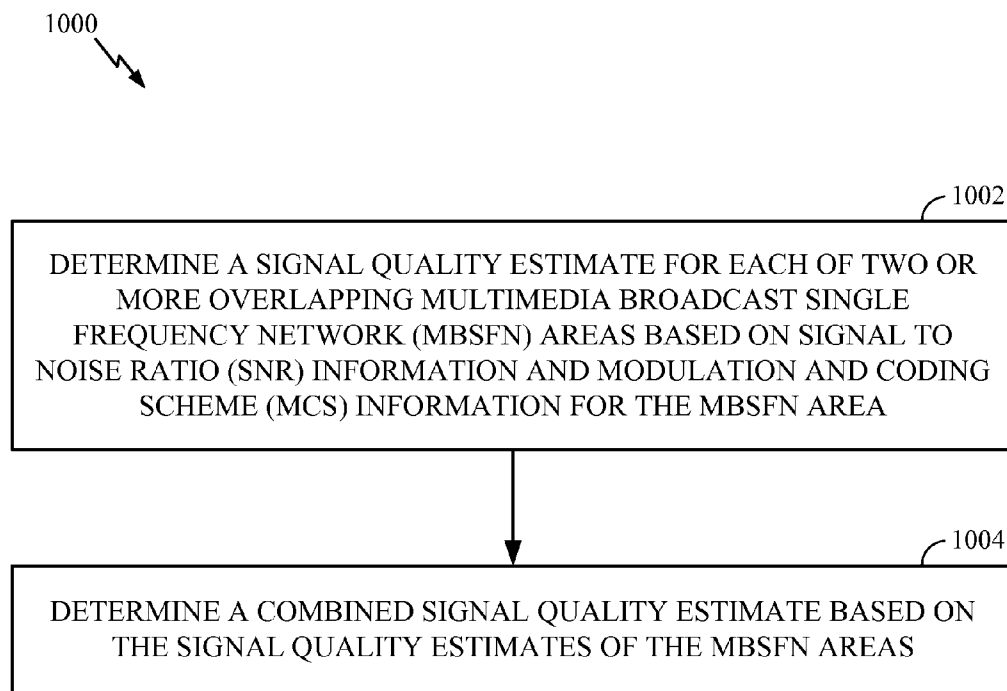 1000
1002
DETERMINE A SIGNAL QUALITY ESTIMATE FOR EACH OF TWO OR
MORE OVERLAPPING MULTIMEDIA BROADCAST SINGLE
FREQUENCY NETWORK (MBSFN) AREAS BASED ON SIGNAL TO
NOISE RATIO (SNR) INFORMATION AND MODULATION AND CODING
SCHEME (MCS) INFORMATION FOR THE MBSFN AREA
1004
DETERMINE A COMBINED SIGNAL QUALITY ESTIMATE BASED ON
THE SIGNAL QUALITY ESTIMATES OF THE MBSFN AREAS